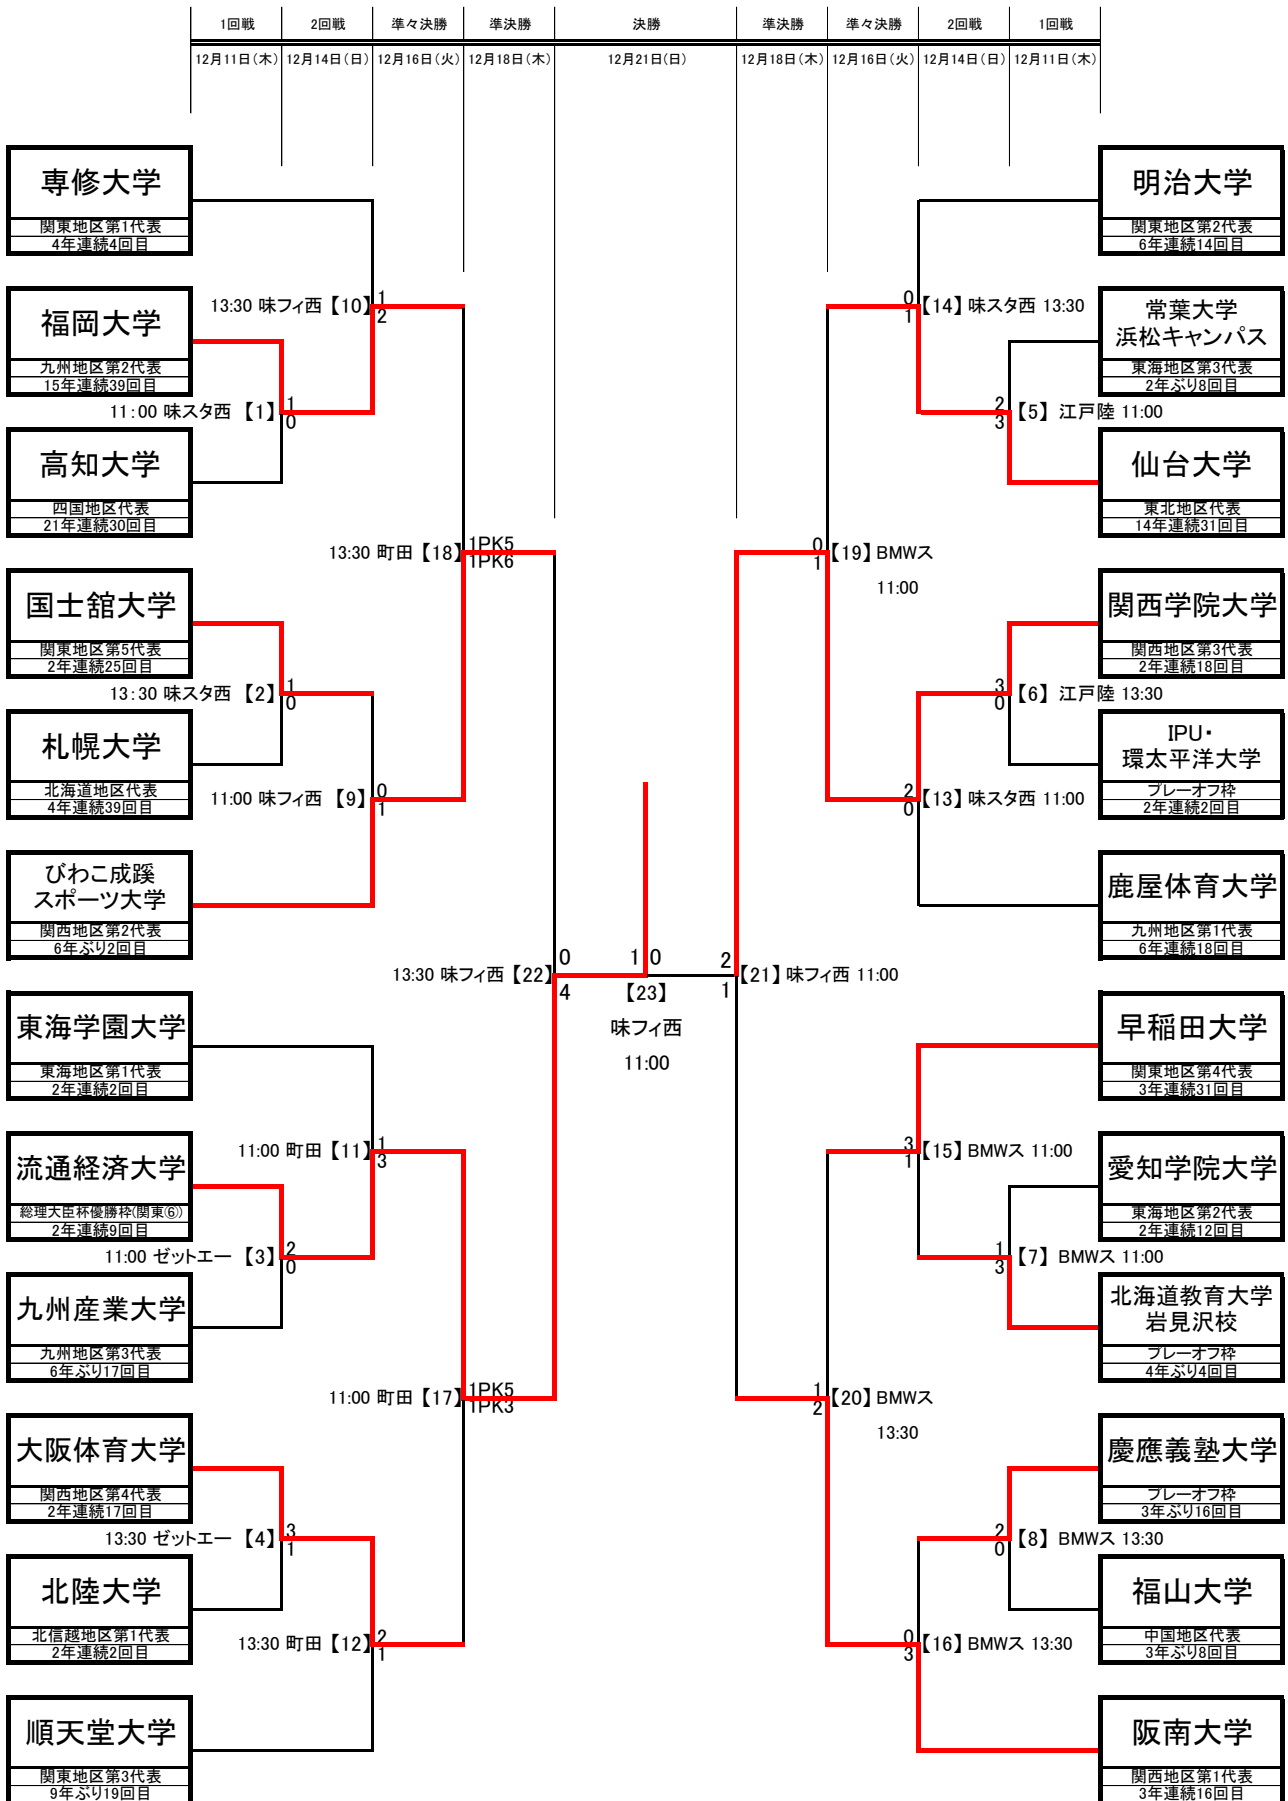 1回戦 2回戦 準々決勝 準決勝 決勝 準決勝 準々決勝 2回戦 1回戦
12月11日(木) 12月14日(日) 12月16日(火) 12月18日(木) 12月21日(日) 12月18日(木) 12月16日(火) 12月14日(日) 12月11日(木)
専修大学
関東地区第1代表
4年連続4回目
13:30 味フィ西 【10】
1
2
福岡大学
九州地区第2代表
15年連続39回目
11:00 味スタ西 【1】
1
0
高知大学
四国地区代表
21年連続30回目
13:30 町田 【18】
1PK5
1PK6
国士舘大学
関東地区第5代表
2年連続25回目
13:30 味スタ西 【2】
1
0
札幌大学
北海道地区代表
4年連続39回目
11:00 味フィ西 【9】
0
1
びわこ成蹊
スポーツ大学
関西地区第2代表
6年ぶり2回目
13:30 味フィ西 【22】
0
4
東海学園大学
東海地区第1代表
2年連続2回目
11:00 町田 【11】
1
3
流通経済大学
総理大臣杯優勝枠(関東⑥)
2年連続9回目
11:00 ゼットエー 【3】
2
0
九州産業大学
九州地区第3代表
6年ぶり17回目
11:00 町田 【17】
1PK5
1PK3
大阪体育大学
関西地区第4代表
2年連続17回目
13:30 ゼットエー 【4】
3
1
北陸大学
北信越地区第1代表
2年連続2回目
13:30 町田 【12】
2
1
順天堂大学
関東地区第3代表
9年ぶり19回目
1 0
【23】
味フィ西
11:00
明治大学
関東地区第2代表
6年連続14回目
0
1
【14】 味スタ西 13:30
常葉大学
浜松キャンパス
東海地区第3代表
2年ぶり8回目
2
3
【5】 江戸陸 11:00
仙台大学
東北地区代表
14年連続31回目
0
1
【19】 BMWス
11:00
関西学院大学
関西地区第3代表
2年連続18回目
3
0
【6】 江戸陸 13:30
IPU・
環太平洋大学
プレーオフ枠
2年連続2回目
2
0
【13】 味スタ西 11:00
鹿屋体育大学
九州地区第1代表
6年連続18回目
2
1
【21】 味フィ西 11:00
早稲田大学
関東地区第4代表
3年連続31回目
3
1
【15】 BMWス 11:00
愛知学院大学
東海地区第2代表
2年連続12回目
1
3
【7】 BMWス 11:00
北海道教育大学
岩見沢校
プレーオフ枠
4年ぶり4回目
1
2
【20】 BMWス
13:30
慶應義塾大学
プレーオフ枠
3年ぶり16回目
2
0
【8】 BMWス 13:30
福山大学
中国地区代表
3年ぶり8回目
0
3
【16】 BMWス 13:30
阪南大学
関西地区第1代表
3年連続16回目